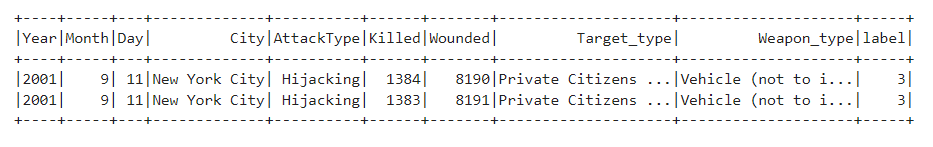 +----+-----+---+-------------+----------+------+-------+--------------------+--------------------+-----+
|Year|Month|Day|         City|AttackType|Killed|Wounded|         Target_type|         Weapon_type|label|
+----+-----+---+-------------+----------+------+-------+--------------------+--------------------+-----+
|2001|    9| 11|New York City| Hijacking|  1384|   8190|Private Citizens ...|Vehicle (not to i...|    3|
|2001|    9| 11|New York City| Hijacking|  1383|   8191|Private Citizens ...|Vehicle (not to i...|    3|
+----+-----+---+-------------+----------+------+-------+--------------------+--------------------+-----+